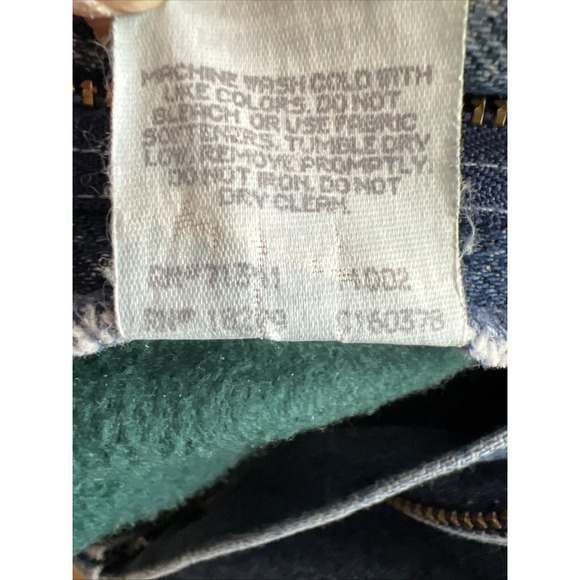 MACHINE WASH COLD WITH
LIKE COLORS. DO NOT
BLEACH OR USE FABRIC
SOFTENERS. TUMBLE DRY
LOW. REMOVE PROMPTLY.
DO NOT IRON. DO NOT
DRY CLEAN.
1002